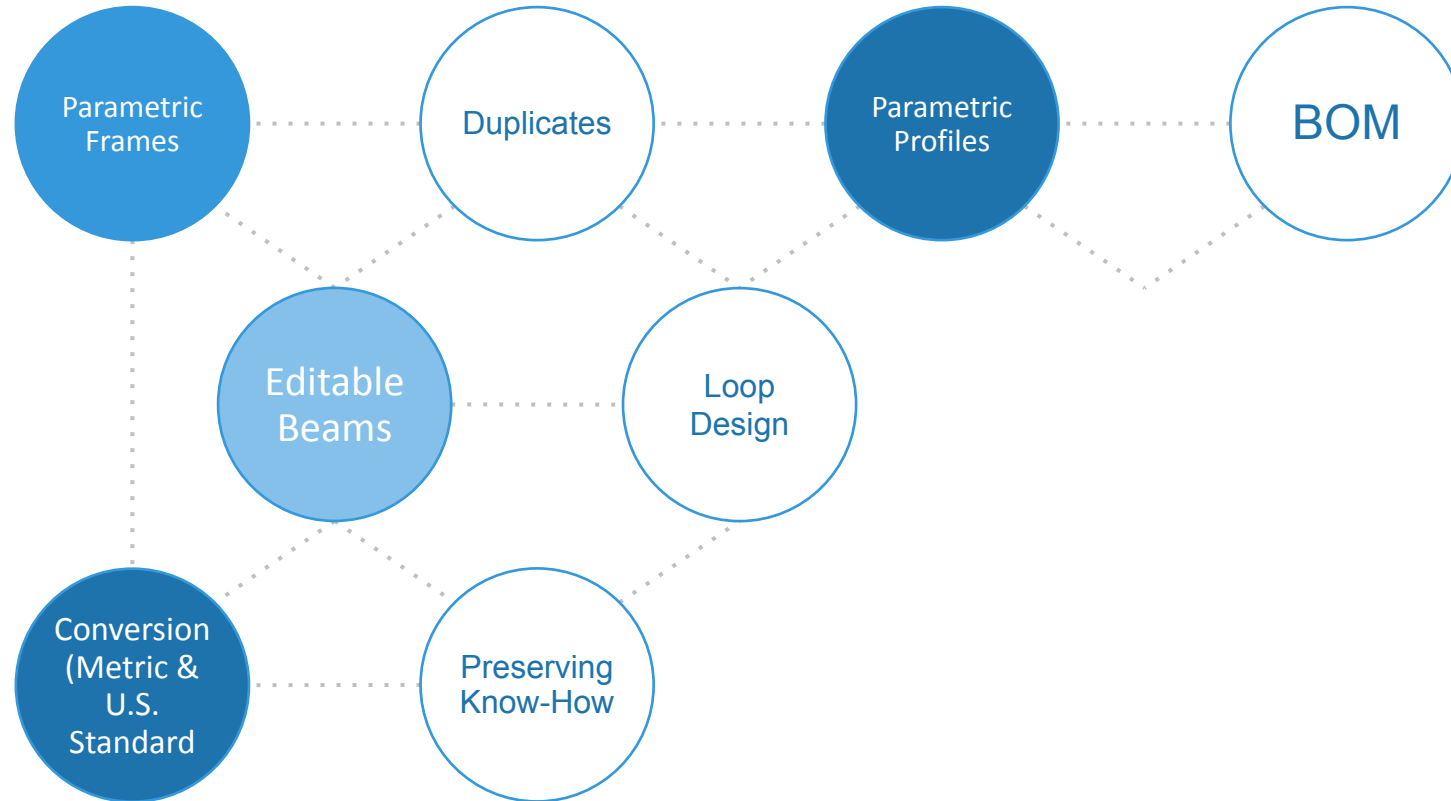 Parametric
Frames
Duplicates
Parametric
Profiles
BOM
Editable
Beams
Loop
Design
Conversion
(Metric &
U.S.
Standard
Preserving
Know-How